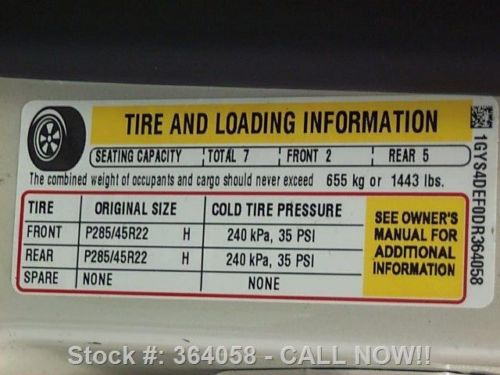 TIRE AND LOADING INFORMATION
SEATING CAPACITY TOTAL 7 FRONT 2 REAR 5
The combined weight of occupants and cargo should never exceed 655 kg or 1443 lbs.
TIRE ORIGINAL SIZE COLD TIRE PRESSURE
FRONT P285/45R22 H 240 kPa, 35 PSI
REAR P285/45R22 H 240 kPa, 35 PSI
SPARE NONE NONE
SEE OWNER'S
MANUAL FOR
ADDITIONAL
INFORMATION
1GYS4DEF0DR364058
Stock #: 364058 - CALL NOW!!